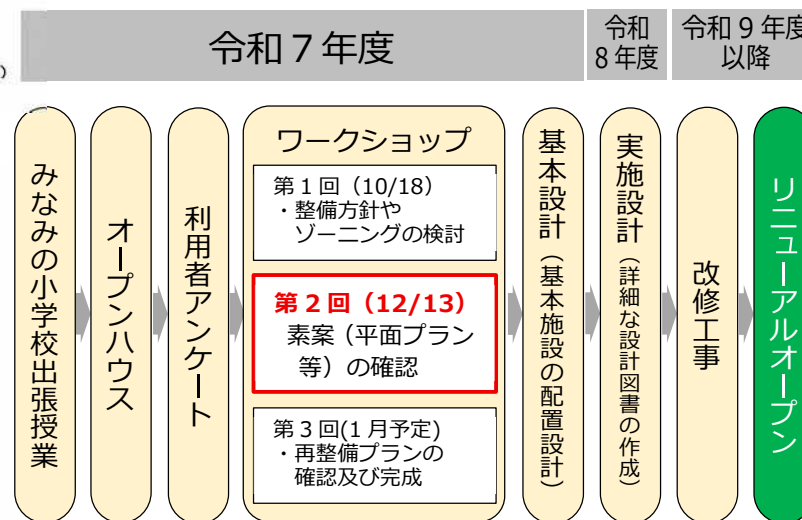 令和７年度
令和
8年度
令和９年度
以降
みなみの小学校出張授業
オープンハウス
利用者アンケート
ワークショップ
第１回（10/18）
・整備方針や
ゾーニングの検討
第２回（12/13）
素案（平面プラン
等）の確認
第３回(1月予定)
・再整備プランの
確認及び完成
基本設計（基本施設の配置設計）
実施設計（詳細な設計図書の作成）
改修工事
リニューアルオープン